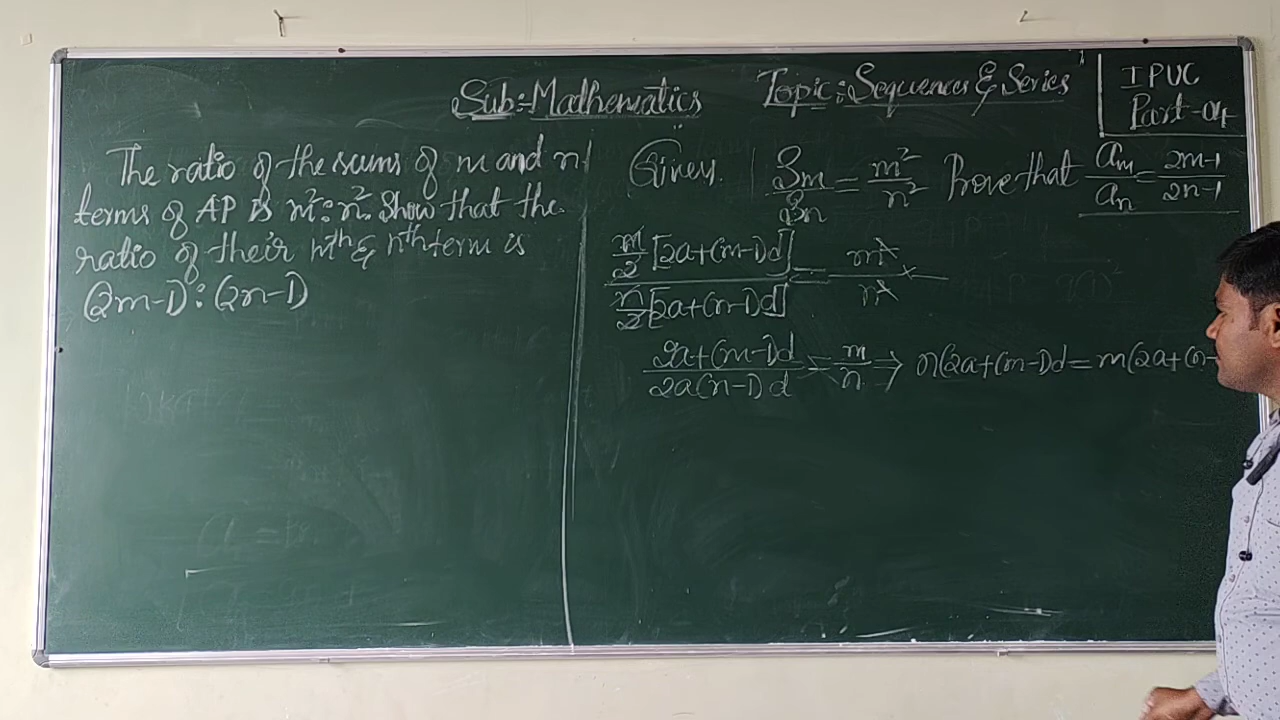 Sub:- Mathematics Topic: Sequences & Series
I PUC
Part-04
The ratio of the sums of m and n
terms of AP is m²:n². Show that the
ratio of their mth & nth term is
(2m-1):(2n-1)
Given. Sm/Sn = m²/n² Prove that am/an = 2m-1/2n-1
m/2[2a+(m-1)d]/n/2[2a+(n-1)d] = m²/n²
2a+(m-1)d/2a(n-1)d = m/n ⇒ n(2a+(m-1)d = m(2a+(n-